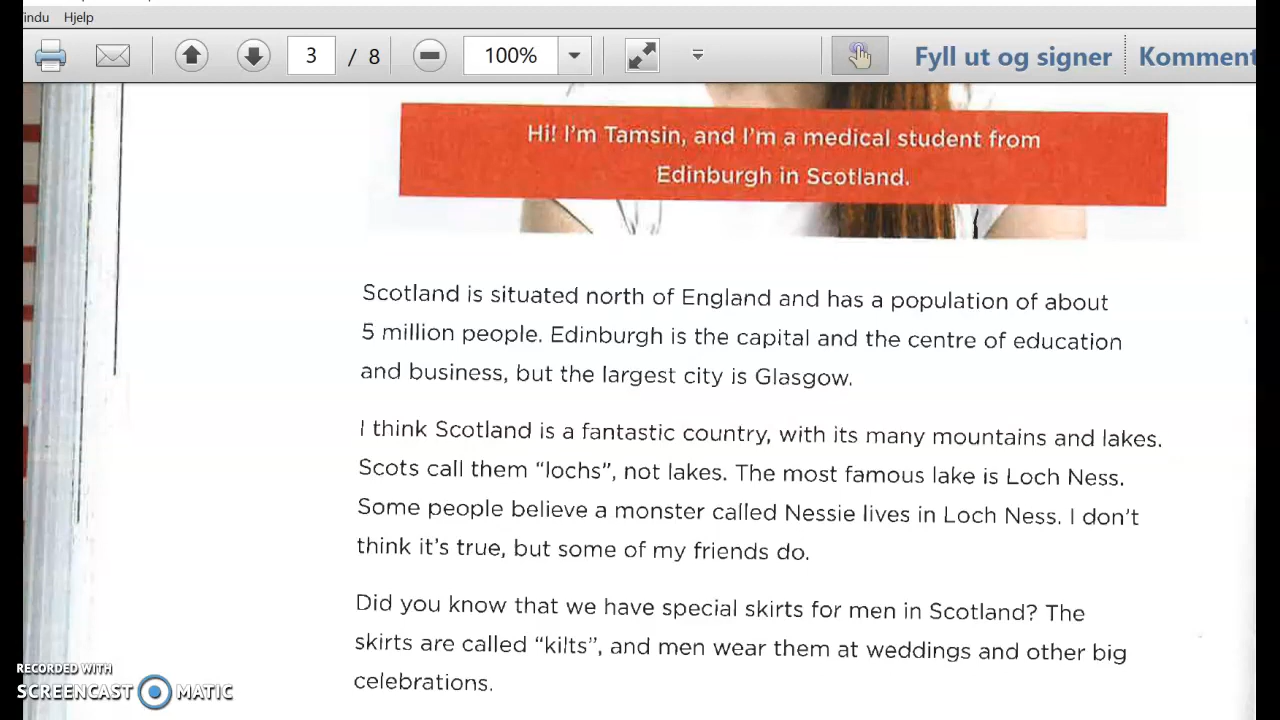 indu Hjelp
3 / 8 100% Fyll ut og signer Komment
Hi! I'm Tamsin, and I'm a medical student from
Edinburgh in Scotland.
Scotland is situated north of England and has a population of about
5 million people. Edinburgh is the capital and the centre of education
and business, but the largest city is Glasgow.
I think Scotland is a fantastic country, with its many mountains and lakes.
Scots call them “lochs”, not lakes. The most famous lake is Loch Ness.
Some people believe a monster called Nessie lives in Loch Ness. I don't
think it's true, but some of my friends do.
Did you know that we have special skirts for men in Scotland? The
skirts are called “kilts”, and men wear them at weddings and other big
celebrations.
RECORDED WITH
SCREENCAST MATIC